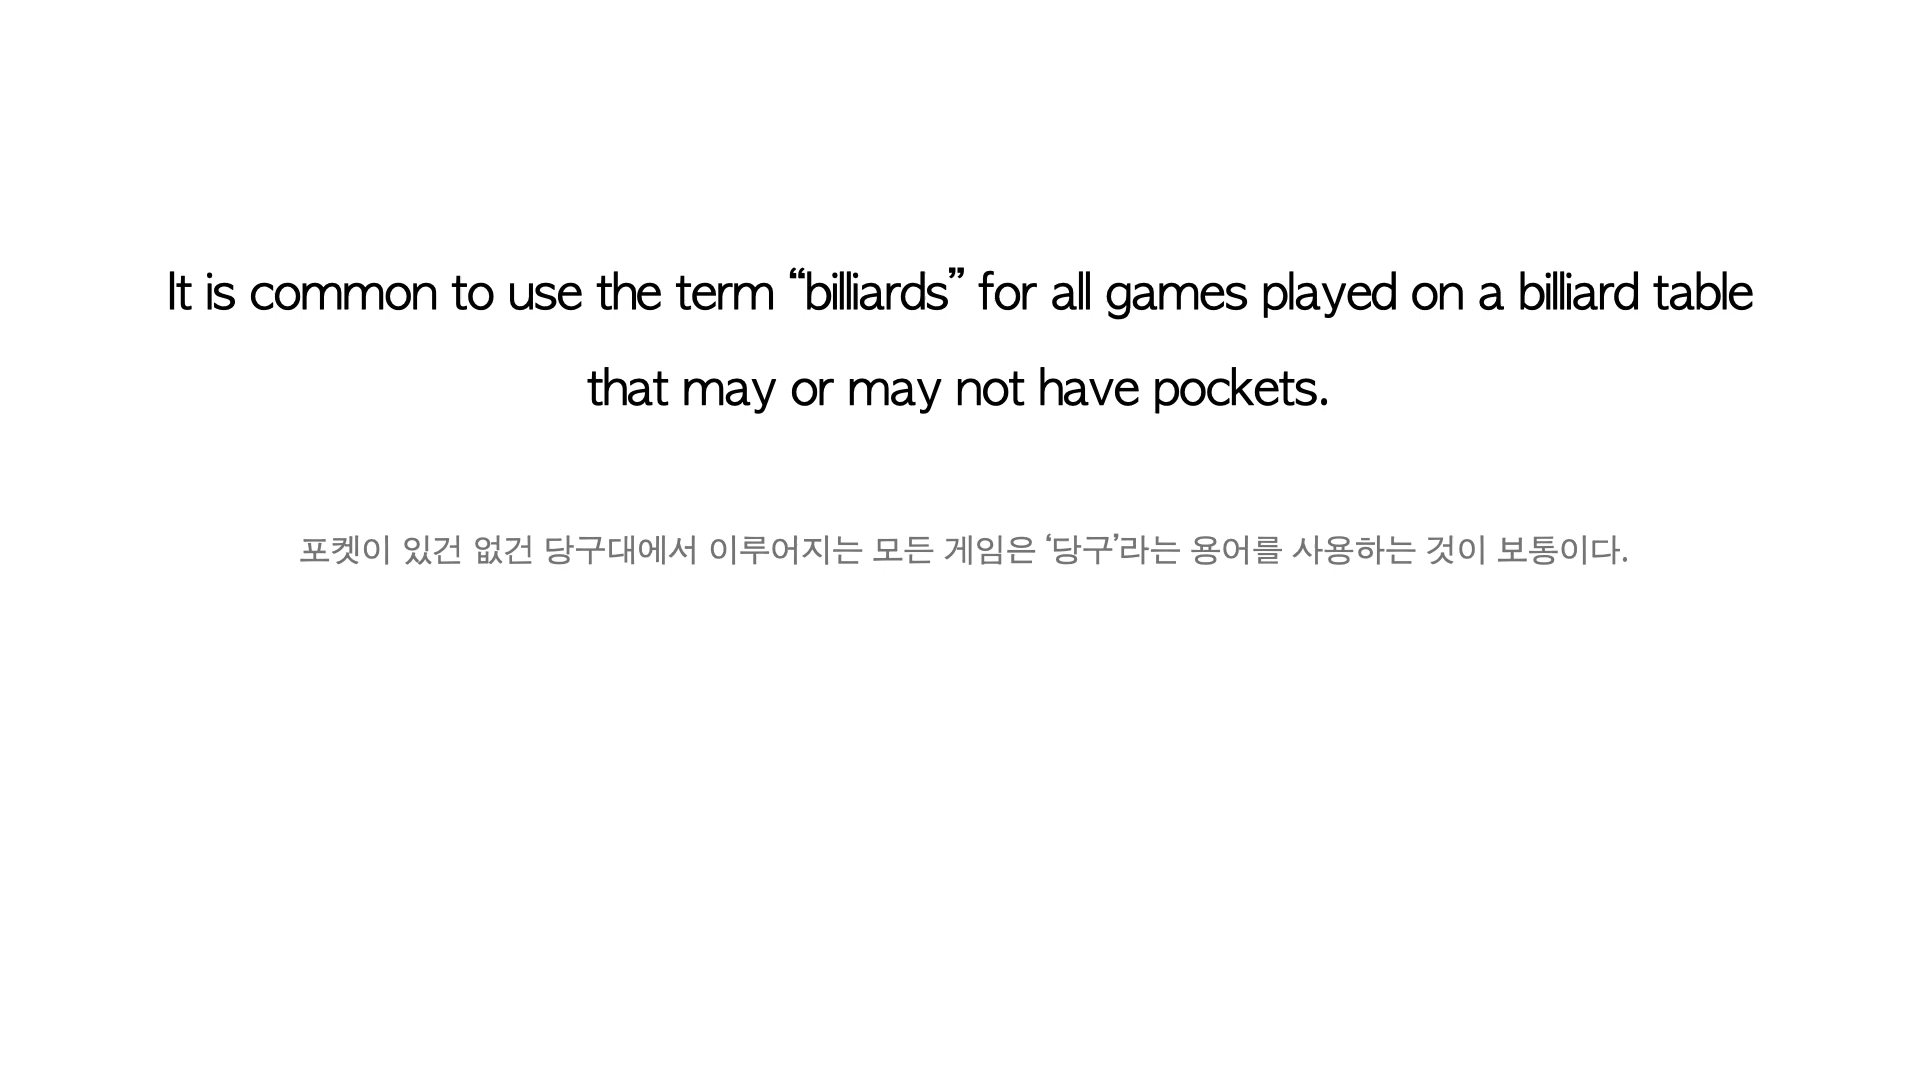 It is common to use the term “billiards” for all games played on a billiard table
that may or may not have pockets.
포켓이 있건 없건 당구대에서 이루어지는 모든 게임은 ‘당구’라는 용어를 사용하는 것이 보통이다.